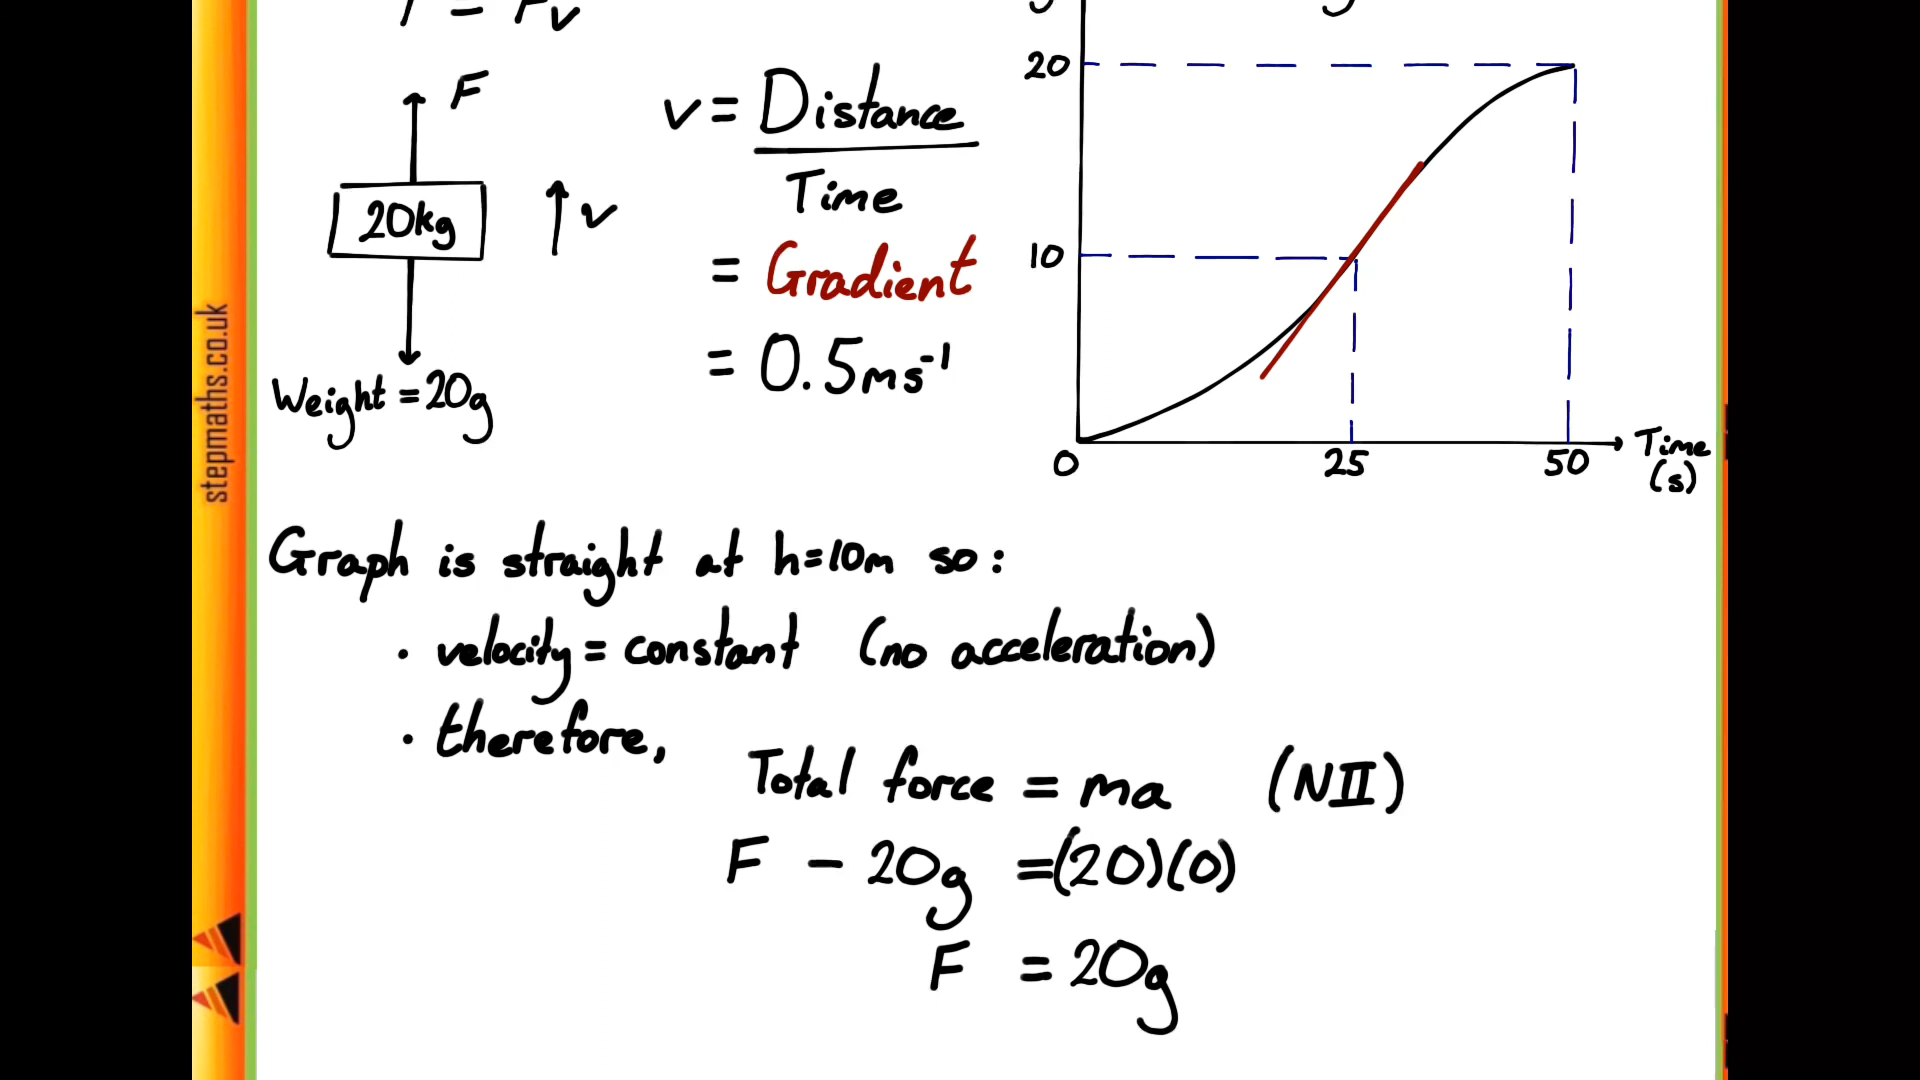 P = Fv
F
20kg
v
Weight = 20g
v = Distance
Time
= Gradient
= 0.5ms⁻¹
20
10
0
25
50
Time
(s)
Graph is straight at h=10m so:
• velocity = constant (no acceleration)
• therefore,
Total force = ma (NII)
F - 20g =(20)(0)
F = 20g
stepmaths.co.uk